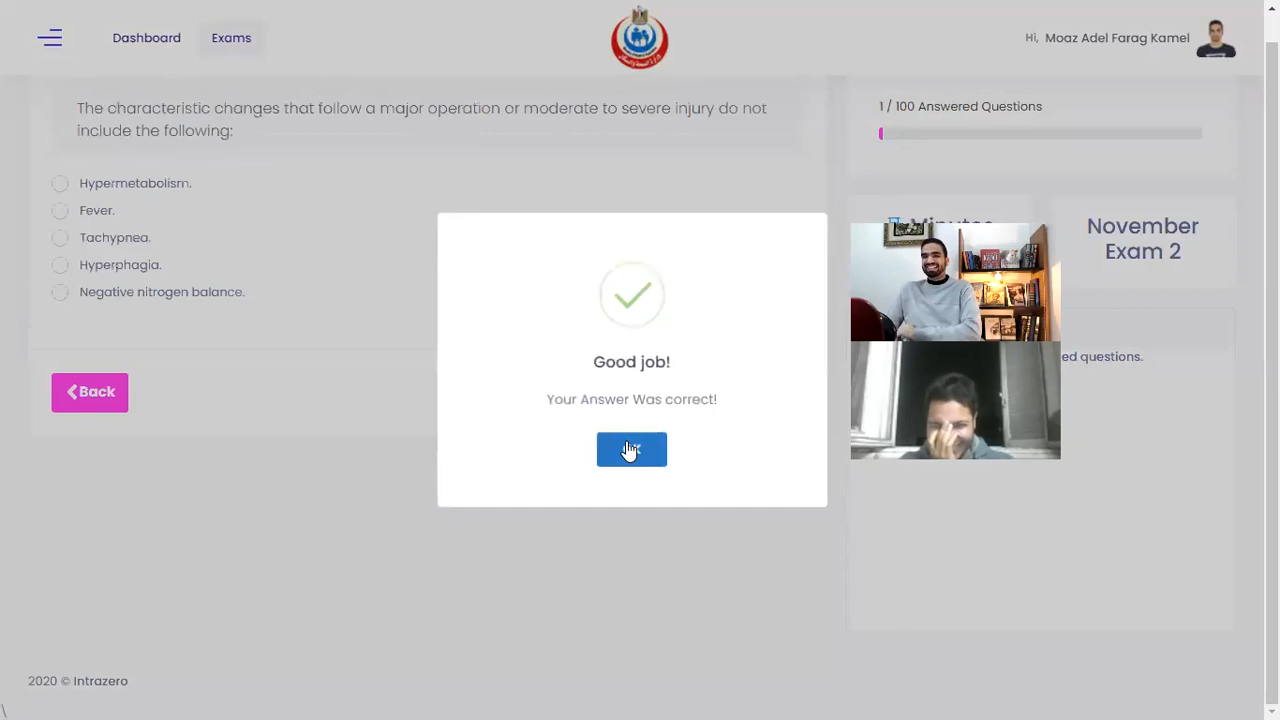 Dashboard
Exams
Hi, Moaz Adel Farag Kamel
The characteristic changes that follow a major operation or moderate to severe injury do not
include the following:
Hypermetabolism.
Fever.
Tachypnea.
Hyperphagia.
Negative nitrogen balance.
Back
Good job!
Your Answer Was correct!
1 / 100 Answered Questions
November
Exam 2
ed questions.
2020 © Intrazero
\